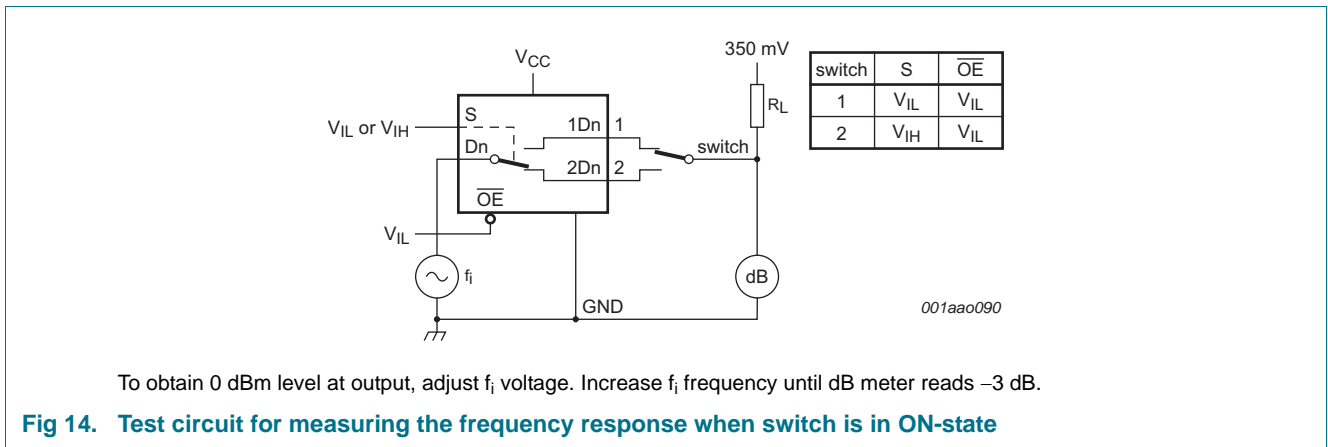 V_CC
350 mV
switch S OE
1 V_IL V_IL
2 V_IH V_IL
R_L
S
1Dn 1
V_IL or V_IH
Dn
switch
2Dn 2
OE
V_IL
f_i
dB
GND
001aao090
To obtain 0 dBm level at output, adjust f_i voltage. Increase f_i frequency until dB meter reads −3 dB.
Fig 14. Test circuit for measuring the frequency response when switch is in ON-state